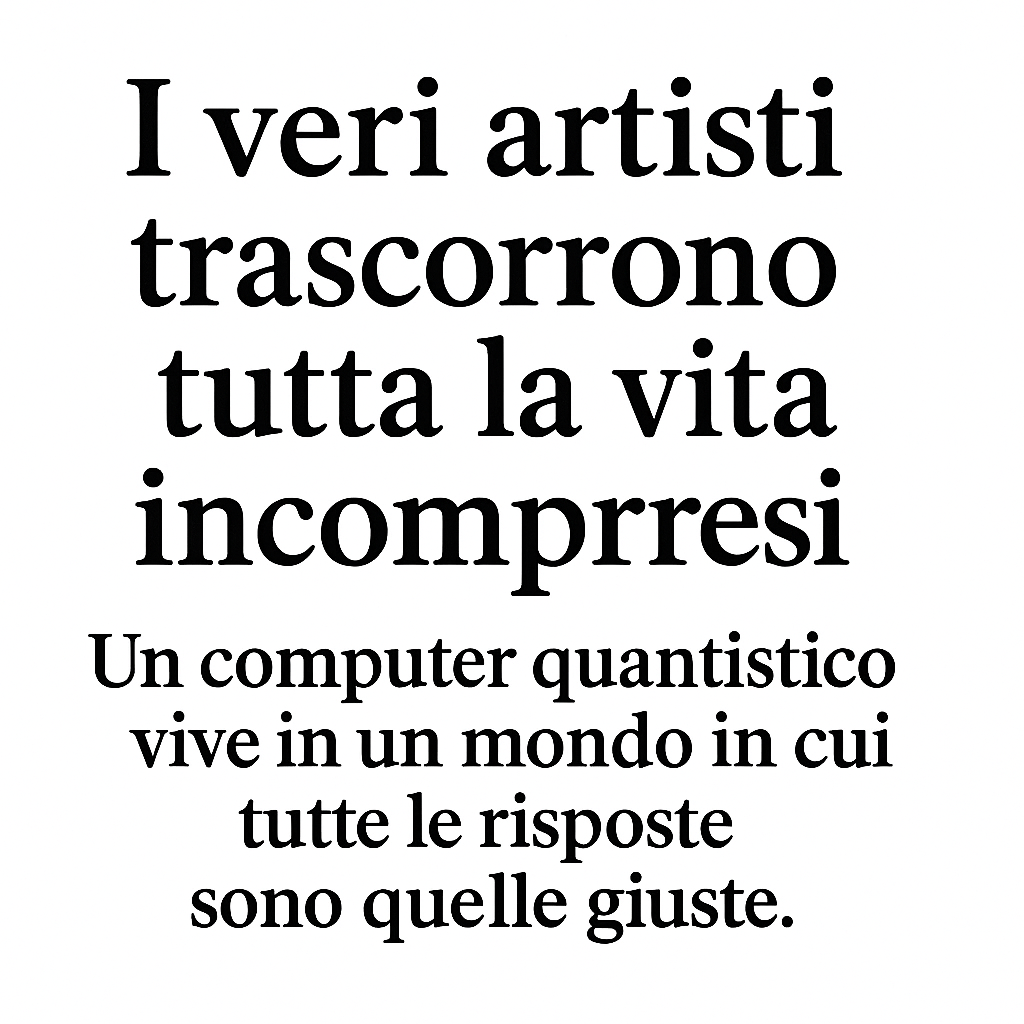 I veri artisti
trascorrono
tutta la vita
incomprresi
Un computer quantistico
vive in un mondo in cui
tutte le risposte
sono quelle giuste.